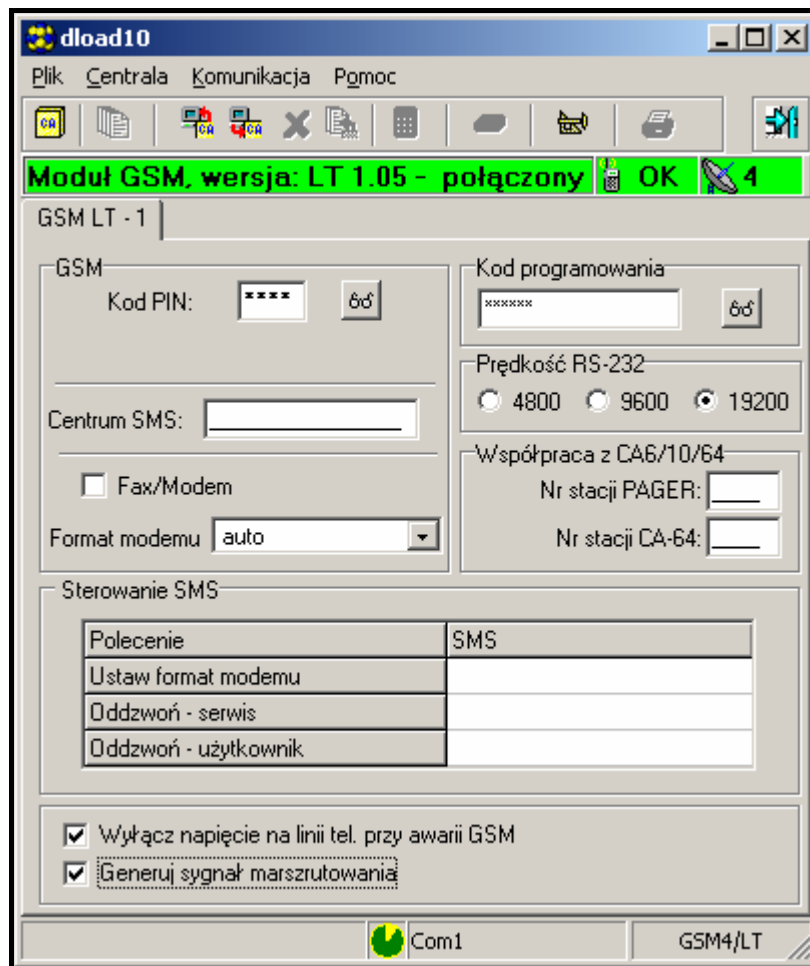 dload10
Plik Centrala Komunikacja Pomoc
CA CA CA
Moduł GSM, wersja: LT 1.05 - połączony OK 4
GSM LT - 1
GSM
Kod PIN: ****
Centrum SMS:
Fax/Modem
Format modemu auto
Kod programowania
******
Prędkość RS-232
4800 9600 19200
Współpraca z CA6/10/64
Nr stacji PAGER:
Nr stacji CA-64:
Sterowanie SMS
Polecenie SMS
Ustaw format modemu
Oddzwoń - serwis
Oddzwoń - użytkownik
Wyłącz napięcie na linii tel. przy awarii GSM
Generuj sygnał marszrutowania
Com1 GSM4/LT